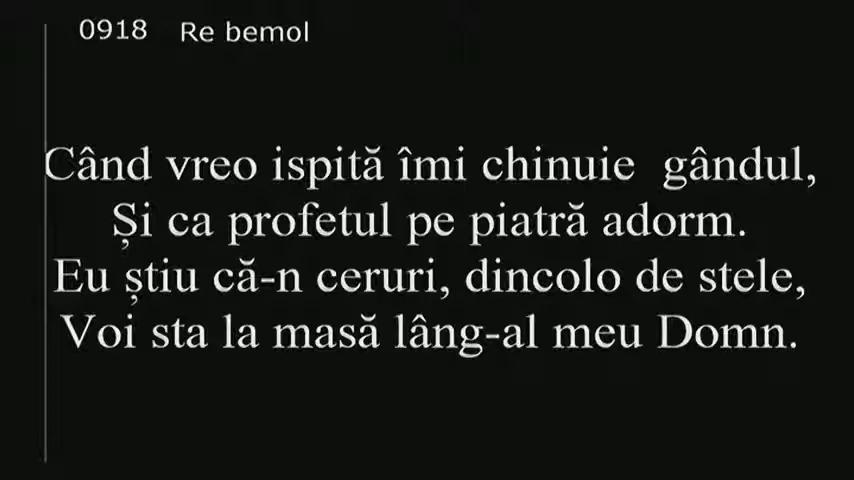 0918 Re bemol
Când vreo ispită îmi chinuie gândul,
Și ca profetul pe piatră adorm.
Eu știu că-n ceruri, dincolo de stele,
Voi sta la masă lâng-al meu Domn.